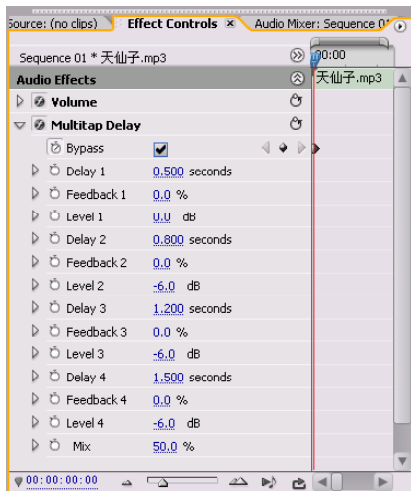 Source: (no clips) Effect Controls × Audio Mixer: Sequence 01
Sequence 01 * 天仙子.mp3 00:00
Audio Effects 天仙子.mp3
Volume
Multitap Delay
Bypass
Delay 1 0.500 seconds
Feedback 1 0.0 %
Level 1 0.0 dB
Delay 2 0.800 seconds
Feedback 2 0.0 %
Level 2 -6.0 dB
Delay 3 1.200 seconds
Feedback 3 0.0 %
Level 3 -6.0 dB
Delay 4 1.500 seconds
Feedback 4 0.0 %
Level 4 -6.0 dB
Mix 50.0 %
00:00:00:00